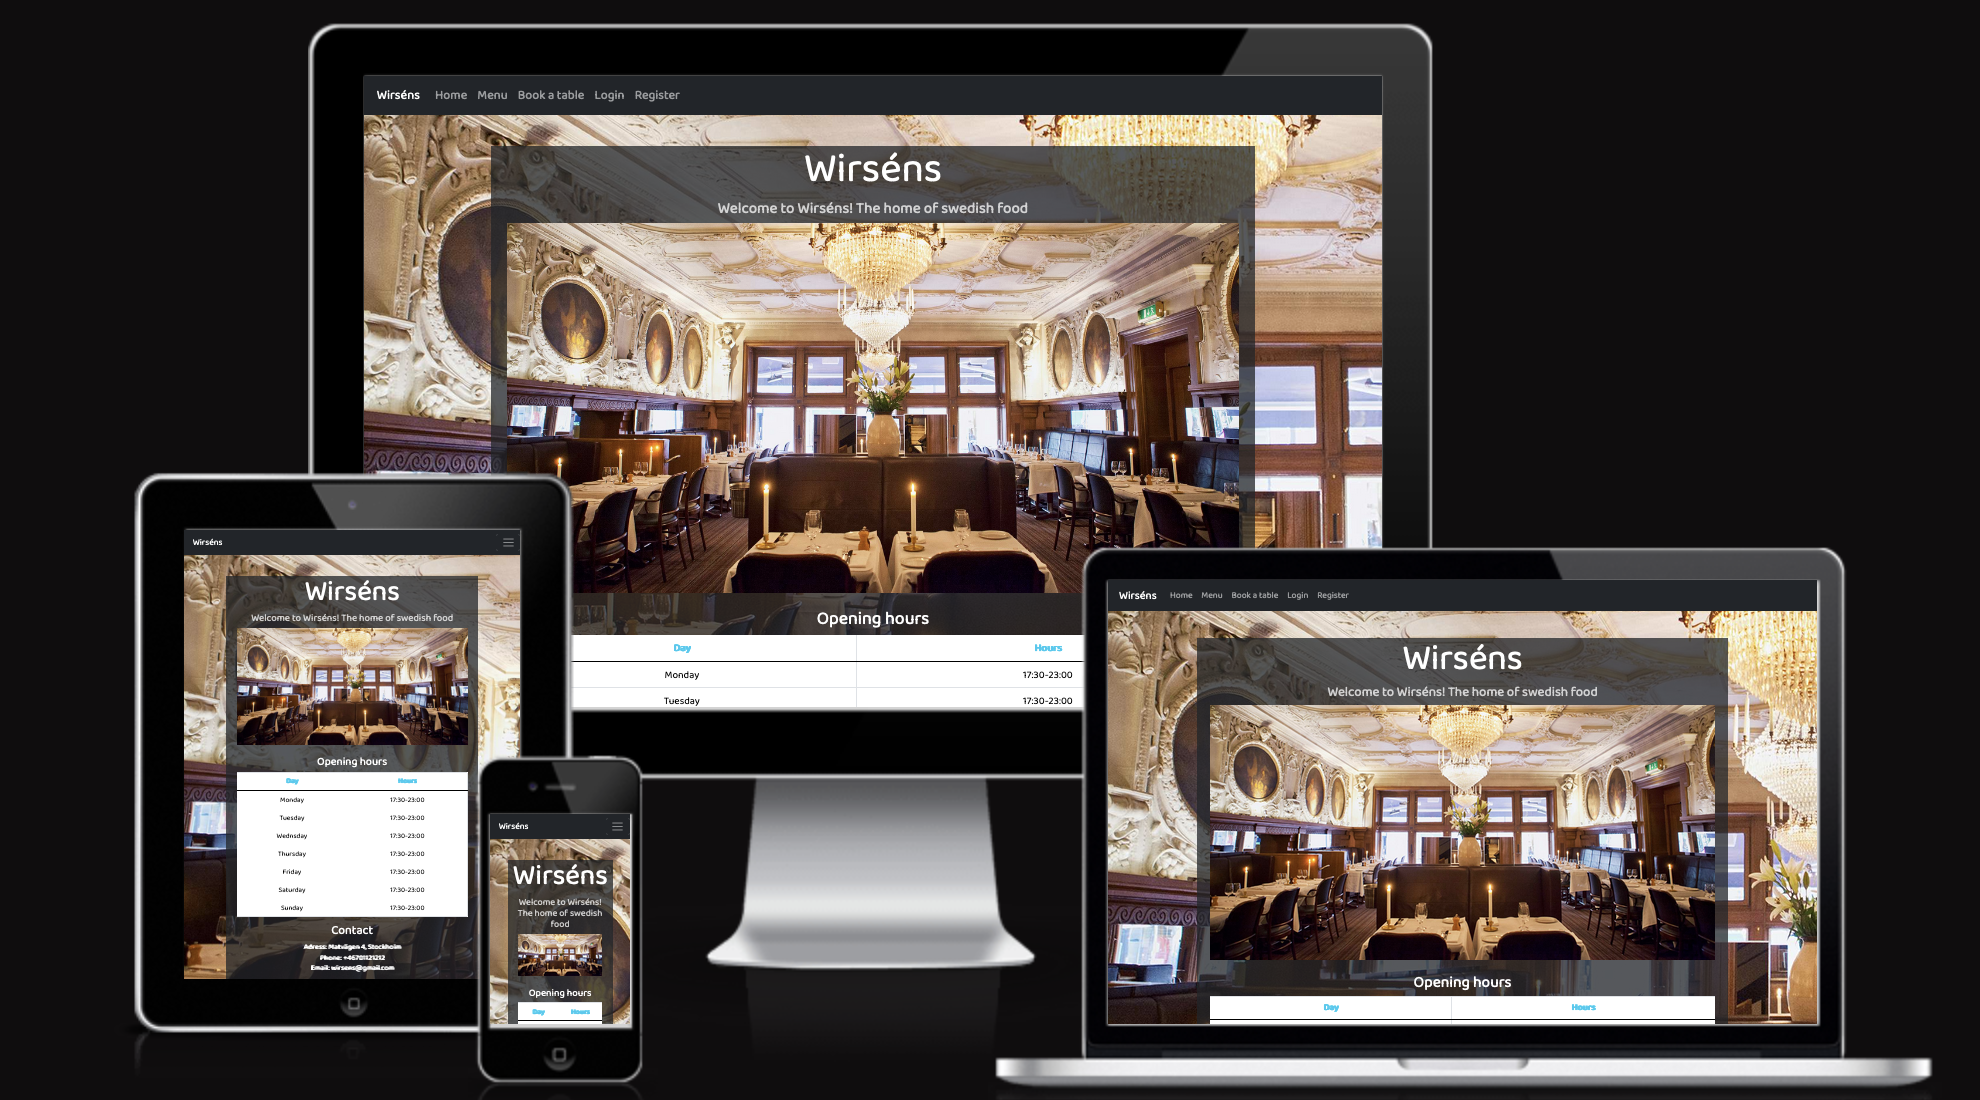 Wirséns Home Menu Book a table Login Register
Wirséns
Welcome to Wirséns! The home of swedish food
Opening hours
Day Hours
Monday 17:30-23:00
Tuesday 17:30-23:00
Wirséns
Wirséns
Welcome to Wirséns! The home of swedish food
Opening hours
Day Hours
Monday 17:30-23:00
Tuesday 17:30-23:00
Wednsday 17:30-23:00
Thursday 17:30-23:00
Friday 17:30-23:00
Saturday 17:30-23:00
Sunday 17:30-23:00
Contact
Adress: Matvägen 4, Stockholm
Phone: +46701121212
Email: wirsens@gmail.com
Wirséns
Wirséns
Welcome to Wirséns!
The home of swedish
food
Opening hours
Day Hours
Wirséns Home Menu Book a table Login Register
Wirséns
Welcome to Wirséns! The home of swedish food
Opening hours
Day Hours